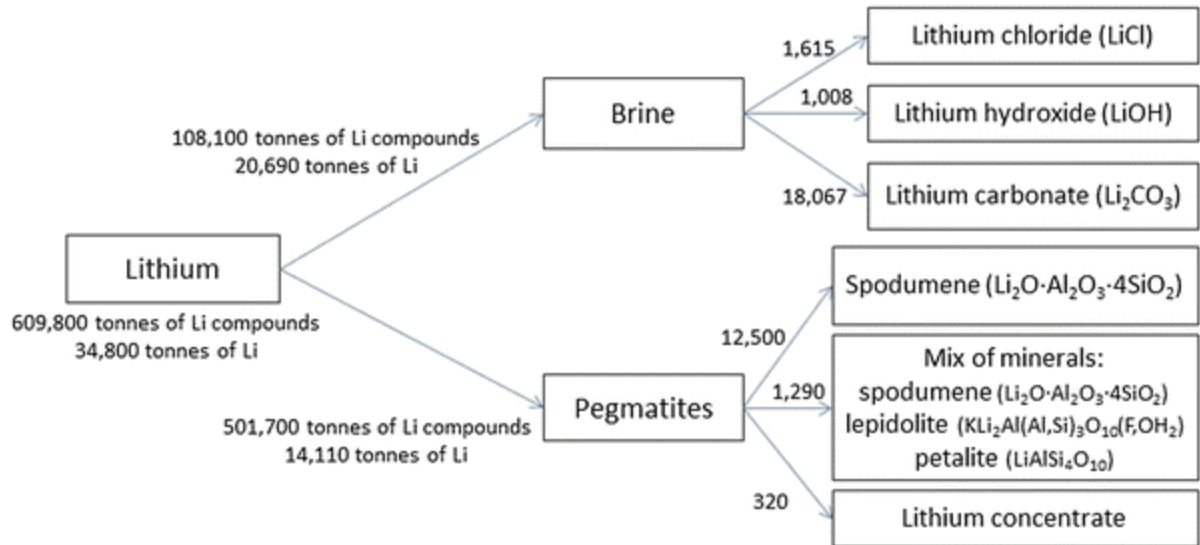 Lithium
609,800 tonnes of Li compounds
34,800 tonnes of Li
108,100 tonnes of Li compounds
20,690 tonnes of Li
Brine
1,615
Lithium chloride (LiCl)
1,008
Lithium hydroxide (LiOH)
18,067
Lithium carbonate (Li₂CO₃)
501,700 tonnes of Li compounds
14,110 tonnes of Li
Pegmatites
12,500
Spodumene (Li₂O·Al₂O₃·4SiO₂)
1,290
Mix of minerals:
spodumene (Li₂O·Al₂O₃·4SiO₂)
lepidolite (KLi₂Al(Al,Si)₃O₁₀(F,OH₂)
petalite (LiAlSi₄O₁₀)
320
Lithium concentrate